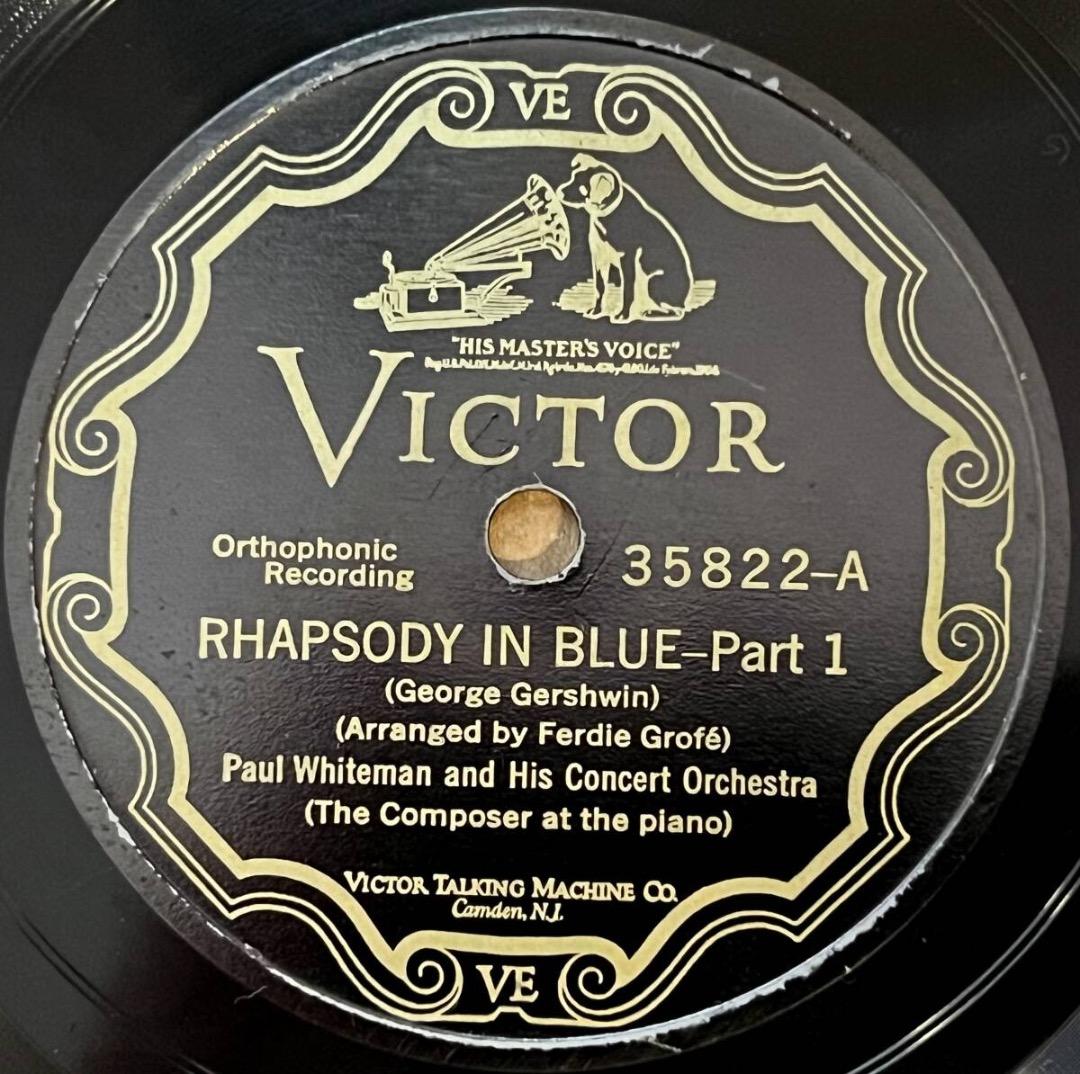 VE
"HIS MASTER'S VOICE"
VICTOR
Orthophonic
Recording
35822-A
RHAPSODY IN BLUE–Part 1
(George Gershwin)
(Arranged by Ferdie Grofé)
Paul Whiteman and His Concert Orchestra
(The Composer at the piano)
VICTOR TALKING MACHINE CO.
Camden, N.J.
VE